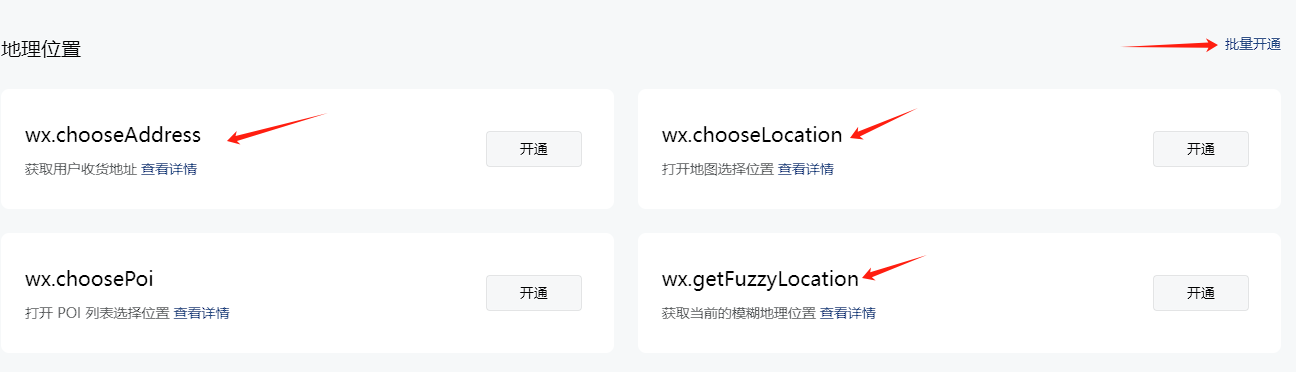 地理位置
批量开通
wx.chooseAddress
获取用户收货地址 查看详情
开通
wx.chooseLocation
打开地图选择位置 查看详情
开通
wx.choosePoi
打开 POI 列表选择位置 查看详情
开通
wx.getFuzzyLocation
获取当前的模糊地理位置 查看详情
开通